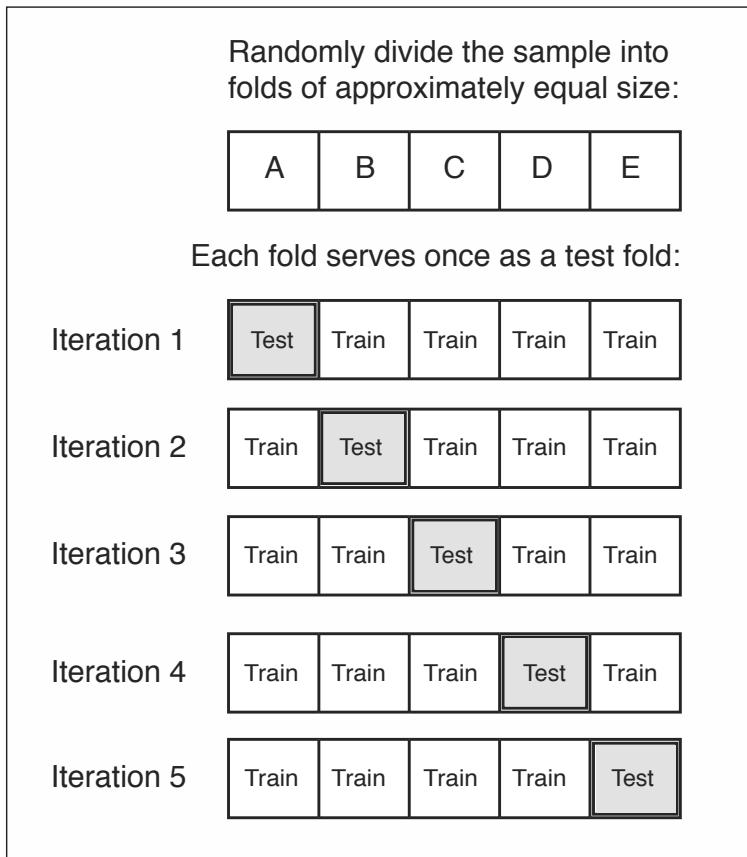 Randomly divide the sample into
folds of approximately equal size:
A B C D E
Each fold serves once as a test fold:
Iteration 1 Test Train Train Train Train
Iteration 2 Train Test Train Train Train
Iteration 3 Train Train Test Train Train
Iteration 4 Train Train Train Test Train
Iteration 5 Train Train Train Train Test